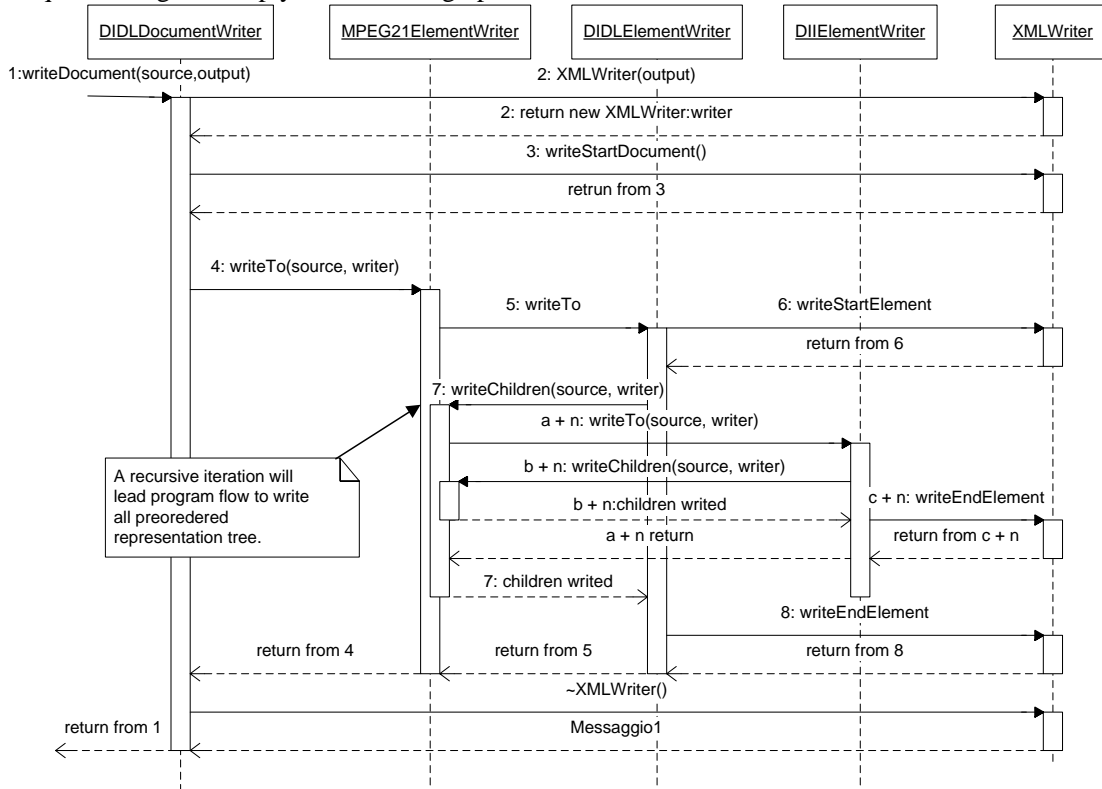 DIDLDocumentWriter MPEG21ElementWriter DIDLElementWriter DIIElementWriter XMLWriter
1:writeDocument(source,output)
2: XMLWriter(output)
2: return new XMLWriter:writer
3: writeStartDocument()
retrun from 3
4: writeTo(source, writer)
5: writeTo
6: writeStartElement
return from 6
7: writeChildren(source, writer)
a + n: writeTo(source, writer)
A recursive iteration will
lead program flow to write
all preoredered
representation tree.
b + n: writeChildren(source, writer)
c + n: writeEndElement
b + n:children writed
a + n return
return from c + n
7: children writed
8: writeEndElement
return from 4
return from 5
return from 8
~XMLWriter()
return from 1
Messaggio1